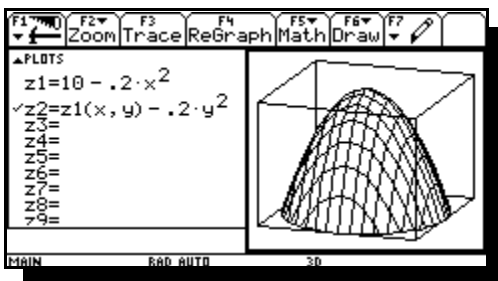 F1 F2 F3 F4 F5 F6 F7
Zoom Trace ReGraph Math Draw
PLOTS
z1=10-.2·x²
✓z2=z1(x,y)-.2·y²
z3=
z4=
z5=
z6=
z7=
z8=
z9=
MAIN RAD AUTO 3D